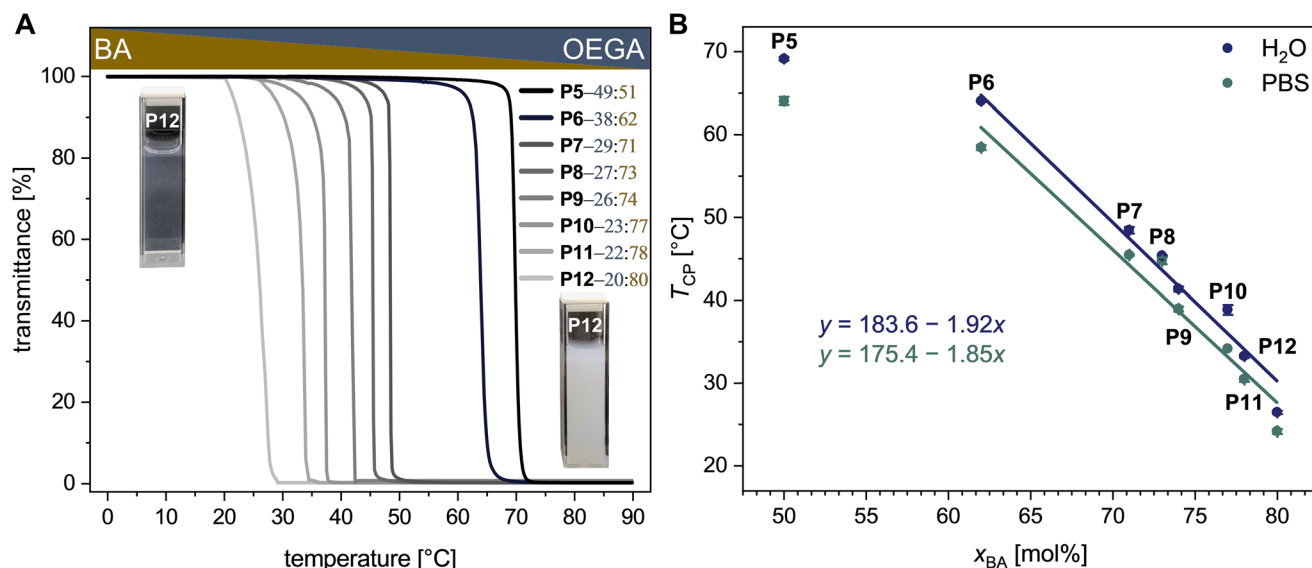 A
BA
OEGA
100
80
60
40
20
0
transmittance [%]
P12
P5–49:51
P6–38:62
P7–29:71
P8–27:73
P9–26:74
P10–23:77
P11–22:78
P12–20:80
P12
0 10 20 30 40 50 60 70 80 90
temperature [°C]
B
70
60
50
40
30
20
T_CP [°C]
P5
P6
H₂O
PBS
P7
P8
P10
P9
P12
P11
y = 183.6 − 1.92x
y = 175.4 − 1.85x
50 55 60 65 70 75 80
x_BA [mol%]